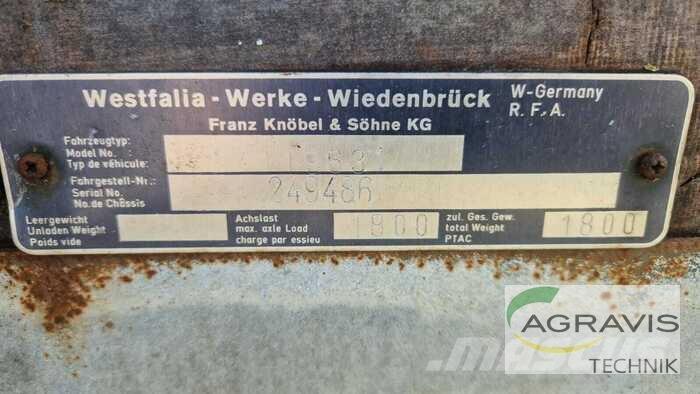 Westfalia-Werke-Wiedenbrück W-Germany
R. F. A.
Franz Knöbel & Söhne KG
Fahrzeugtyp:
Model No.:
Typ de véhicule:
Fahrgestell-Nr.: 249486
Serial No.
No. de Châssis
Leergewicht
Unladen Weight
Poids vide
Achslast
max. axle Load 1800
charge par essieu
zul. Ges. Gew.
total Weight 1800
PTAC
AGRAVIS
TECHNIK
MASCUS